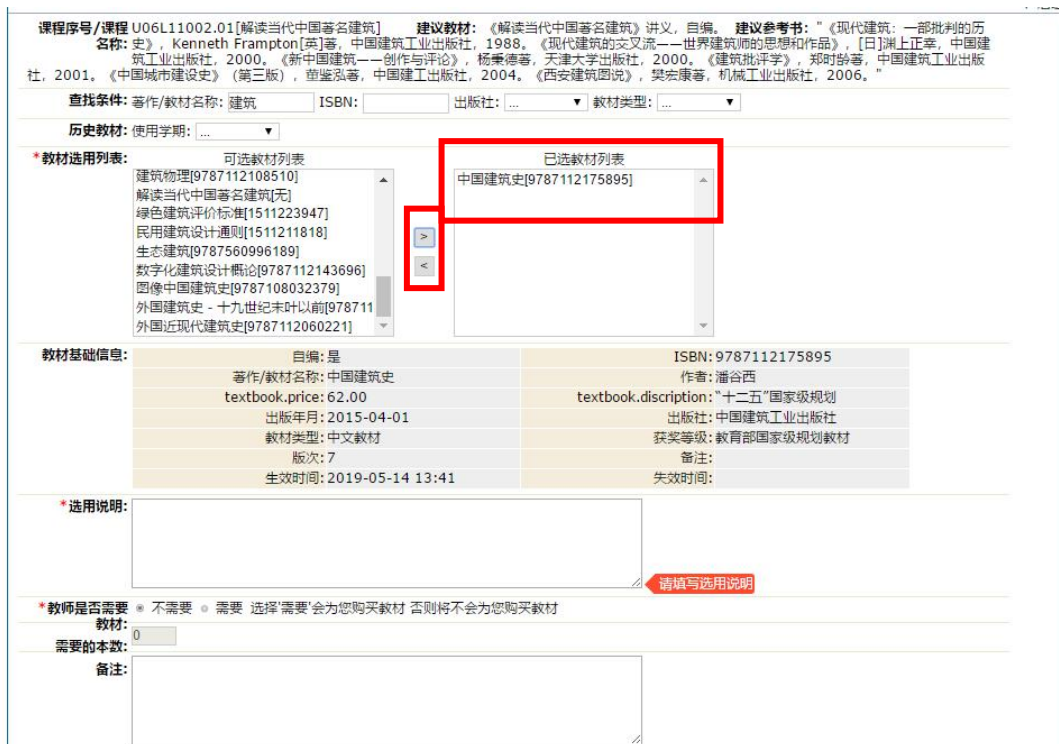 课程序号/课程 U06L11002.01[解读当代中国著名建筑] 建议教材: 《解读当代中国著名建筑》讲义, 自编。 建议参考书: "《现代建筑: 一部批判的历
名称: 史》, Kenneth Frampton[英]著, 中国建筑工业出版社, 1988。《现代建筑的交叉流——世界建筑师的思想和作品》, [日]渊上正幸, 中国建
筑工业出版社, 2000。《新中国建筑——创作与评论》, 杨秉德著, 天津大学出版社, 2000。《建筑批评学》, 郑时龄著, 中国建筑工业出版
社, 2001。《中国城市建设史》(第三版), 董鉴泓著, 中国建工出版社, 2004。《西安建筑图说》, 樊宏康著, 机械工业出版社, 2006。"
查找条件: 著作/教材名称: 建筑 ISBN: 出版社: ... 教材类型: ...
历史教材: 使用学期: ...
*教材选用列表: 可选教材列表 已选教材列表
建筑物理[9787112108510] 中国建筑史[9787112175895]
解读当代中国著名建筑[无]
绿色建筑评价标准[1511223947]
民用建筑设计通则[1511211818]
>
生态建筑[9787560996189]
<
数字化建筑设计概论[9787112143696]
图像中国建筑史[9787108032379]
外国建筑史 - 十九世纪末叶以前[978711
外国近现代建筑史[9787112060221]
教材基础信息: 自编: 是 ISBN: 9787112175895
著作/教材名称: 中国建筑史 作者: 潘谷西
textbook.price: 62.00 textbook.discription: "十二五"国家级规划
出版年月: 2015-04-01 出版社: 中国建筑工业出版社
教材类型: 中文教材 获奖等级: 教育部国家级规划教材
版次: 7 备注:
生效时间: 2019-05-14 13:41 失效时间:
*选用说明:
请填写选用说明
*教师是否需要 不需要 需要 选择'需要'会为您购买教材 否则将不会为您购买教材
教材:
0
需要的本数:
备注: